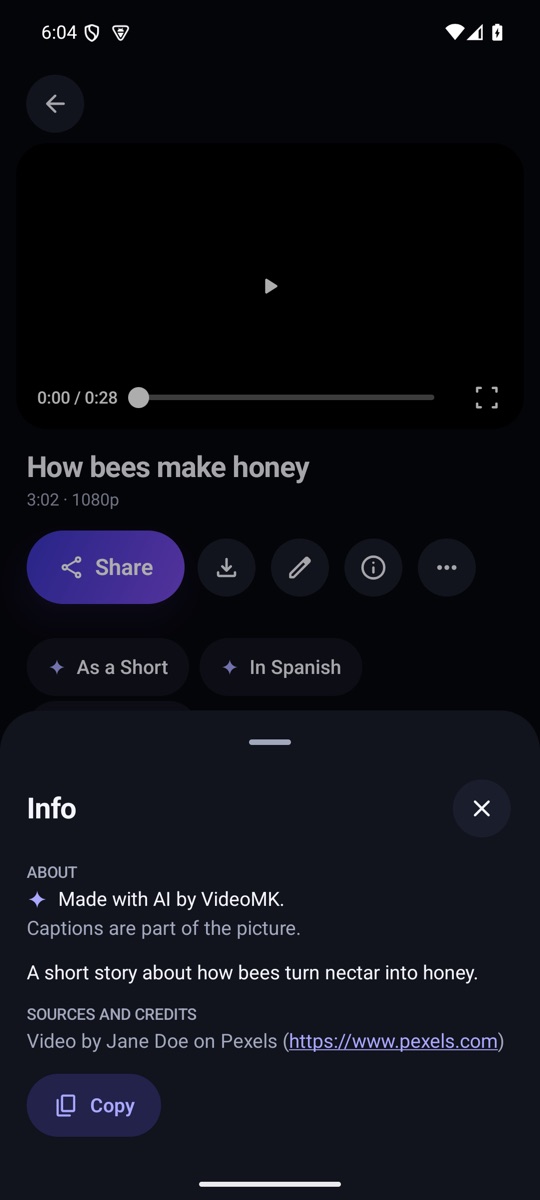 6:04
0:00 / 0:28
How bees make honey
3:02 · 1080p
Share
As a Short
In Spanish
Info
ABOUT
Made with AI by VideoMK.
Captions are part of the picture.
A short story about how bees turn nectar into honey.
SOURCES AND CREDITS
Video by Jane Doe on Pexels (https://www.pexels.com)
Copy